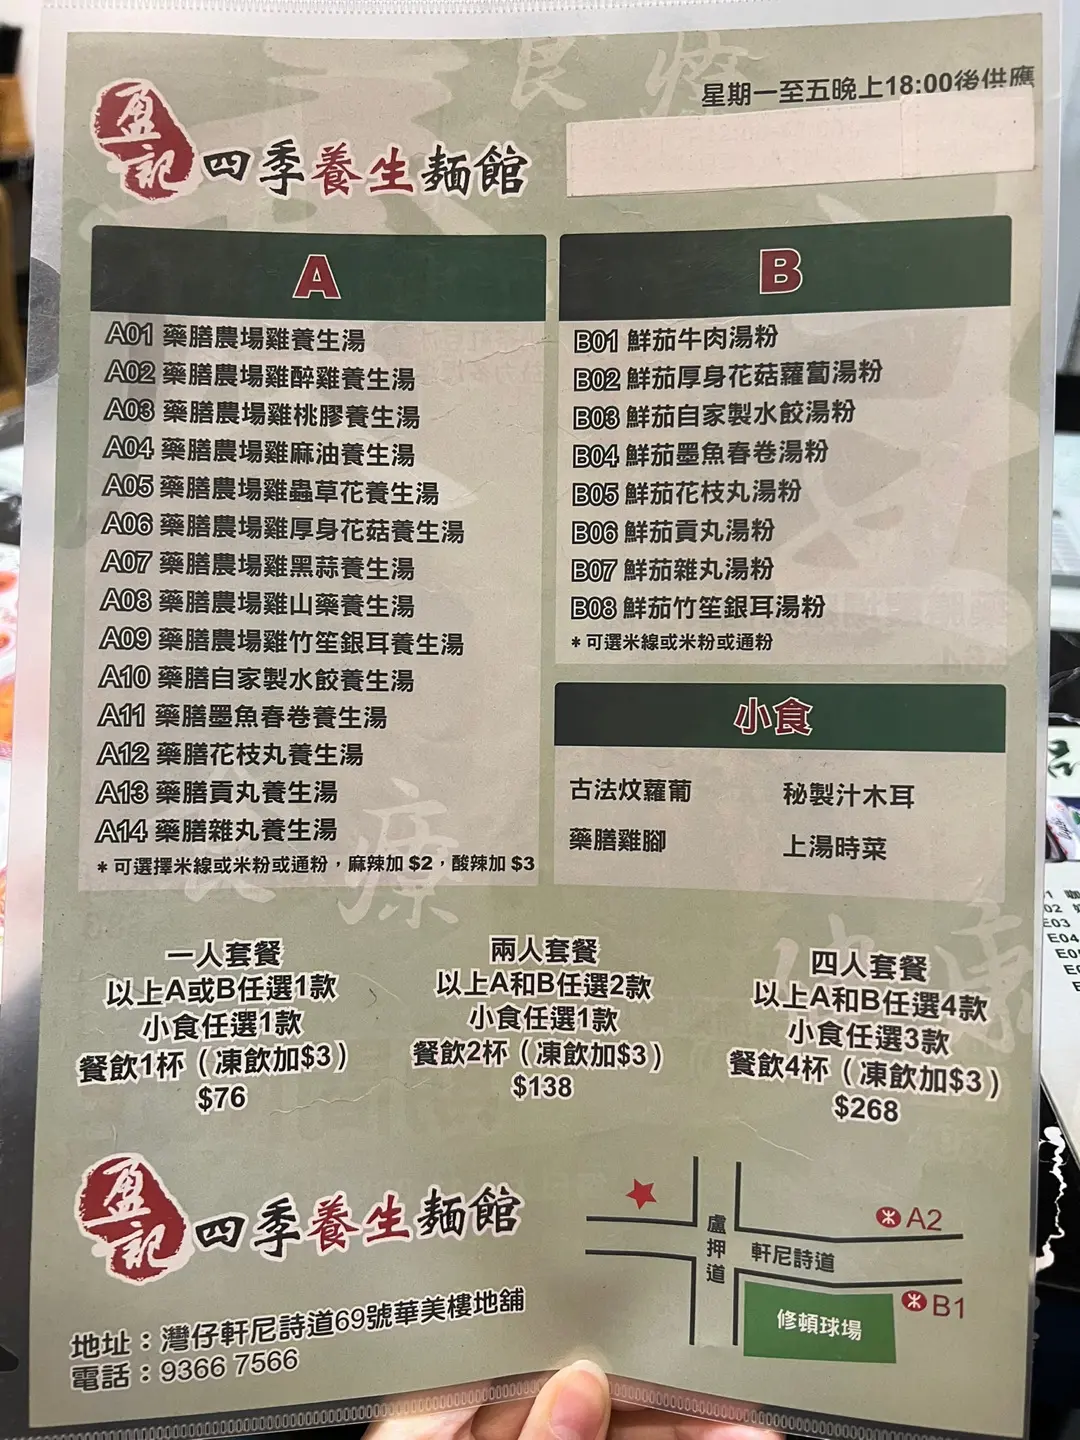 星期一至五晚上18:00後供應
盈記 四季養生麵館
A
A01 藥膳農場雞養生湯
A02 藥膳農場雞醉雞養生湯
A03 藥膳農場雞桃膠養生湯
A04 藥膳農場雞麻油養生湯
A05 藥膳農場雞蟲草花養生湯
A06 藥膳農場雞厚身花菇養生湯
A07 藥膳農場雞黑蒜養生湯
A08 藥膳農場雞山藥養生湯
A09 藥膳農場雞竹笙銀耳養生湯
A10 藥膳自家製水餃養生湯
A11 藥膳墨魚春卷養生湯
A12 藥膳花枝丸養生湯
A13 藥膳貢丸養生湯
A14 藥膳雜丸養生湯
*可選擇米線或米粉或通粉，麻辣加 $2，酸辣加 $3
B
B01 鮮茄牛肉湯粉
B02 鮮茄厚身花菇蘿蔔湯粉
B03 鮮茄自家製水餃湯粉
B04 鮮茄墨魚春卷湯粉
B05 鮮茄花枝丸湯粉
B06 鮮茄貢丸湯粉
B07 鮮茄雜丸湯粉
B08 鮮茄竹笙銀耳湯粉
*可選米線或米粉或通粉
小食
古法炆蘿蔔 秘製汁木耳
藥膳雞腳 上湯時菜
一人套餐
以上A或B任選1款
小食任選1款
餐飲1杯（凍飲加$3）
$76
兩人套餐
以上A和B任選2款
小食任選1款
餐飲2杯（凍飲加$3）
$138
四人套餐
以上A和B任選4款
小食任選3款
餐飲4杯（凍飲加$3）
$268
盈記 四季養生麵館
地址：灣仔軒尼詩道69號華美樓地舖
電話：9366 7566
盧押道
軒尼詩道
A2
B1
修頓球場